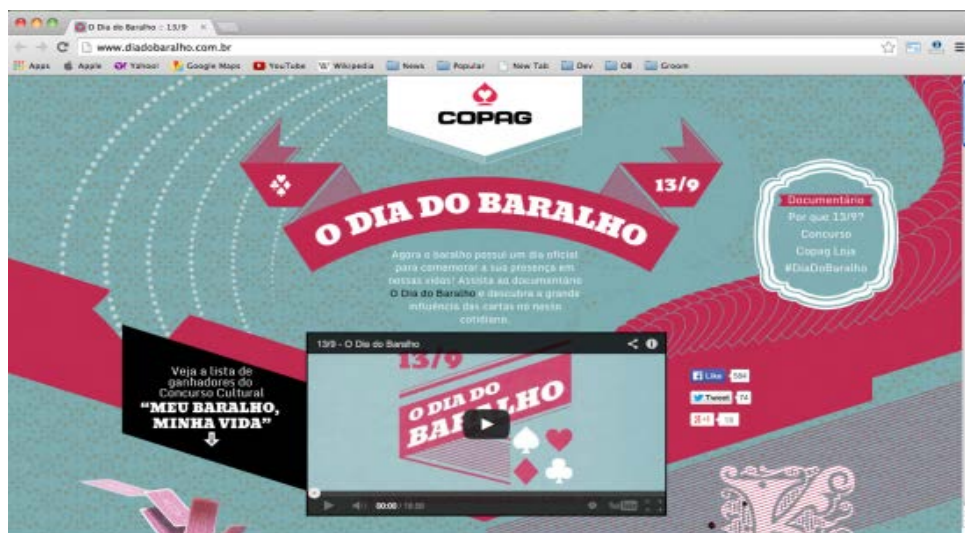 O Dia do Baralho :: 13/9
www.diadobaralho.com.br
Apps Apple Yahoo! Google Maps YouTube Wikipedia News Popular New Tab Dev OB Groom
COPAG
13/9
O DIA DO BARALHO
Agora o baralho possui um dia oficial
para comemorar a sua presença em
nossas vidas! Assista ao documentário
O Dia do Baralho e descubra a grande
influência das cartas no nosso
cotidiano.
Documentário
Por que 13/9?
Concurso
Copag Loja
#DiaDoBaralho
Veja a lista de
ganhadores do
Concurso Cultural
“MEU BARALHO,
MINHA VIDA”
13/9 - O Dia do Baralho
13/9
O DIA DO
BARALHO
00:00
YouTube
Like 584
Tweet 74